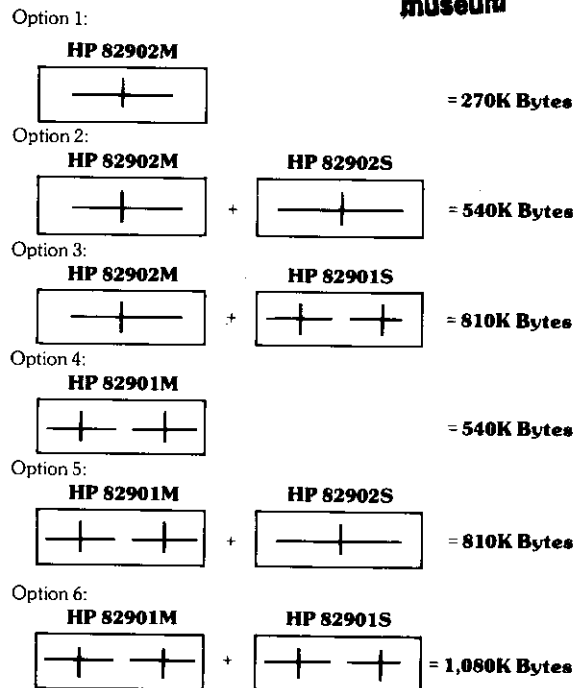 museum
Option 1:
HP 82902M
= 270K Bytes
Option 2:
HP 82902M HP 82902S
+ = 540K Bytes
Option 3:
HP 82902M HP 82901S
+ = 810K Bytes
Option 4:
HP 82901M
= 540K Bytes
Option 5:
HP 82901M HP 82902S
+ = 810K Bytes
Option 6:
HP 82901M HP 82901S
+ = 1,080K Bytes